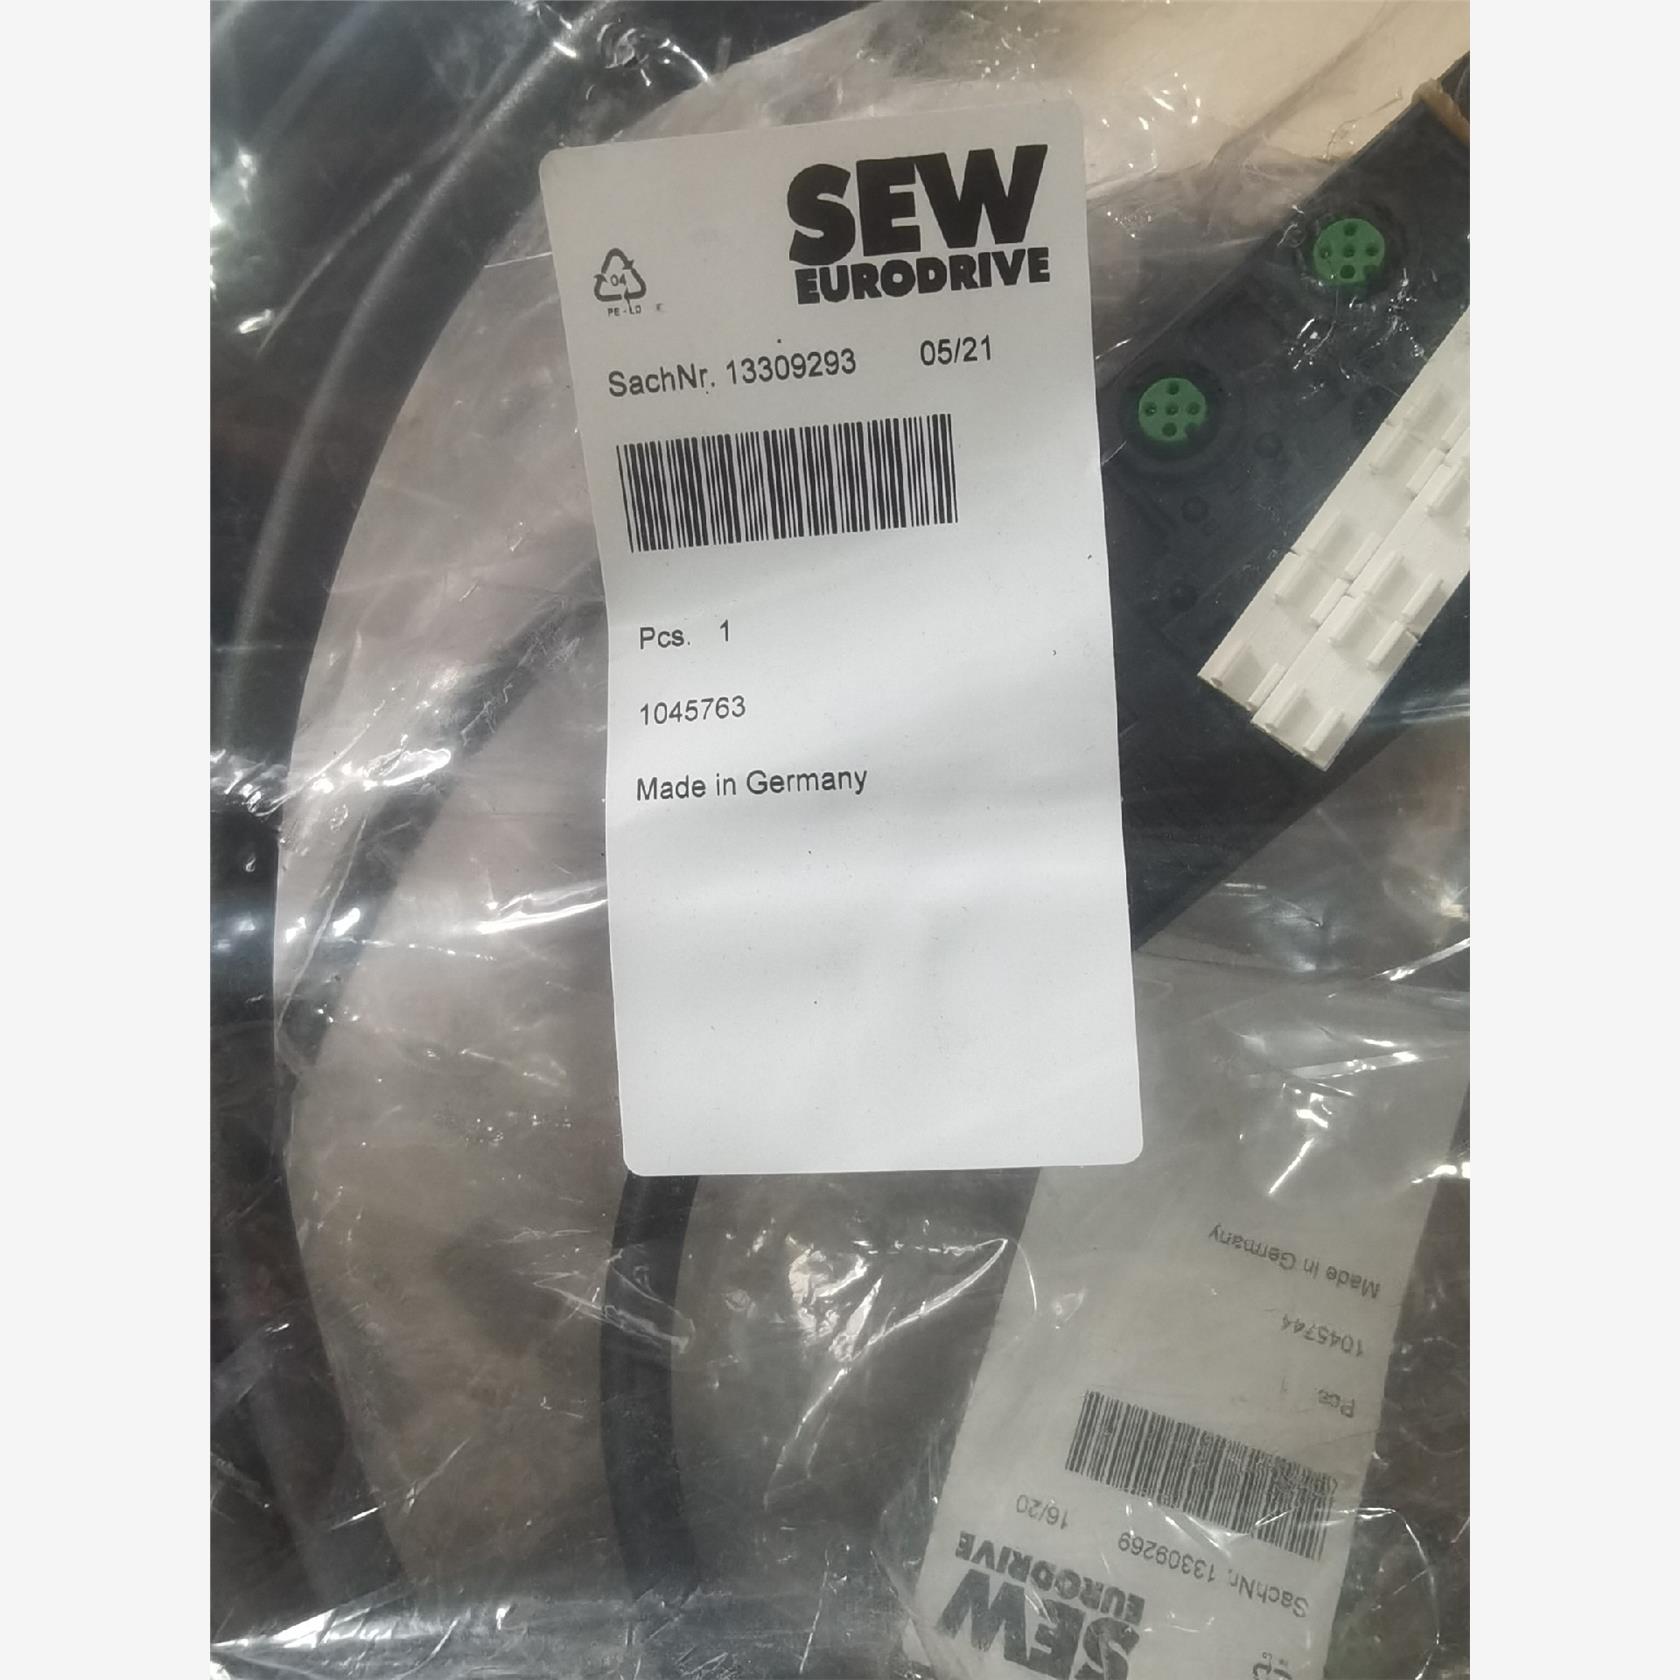 SEW
EURODRIVE
04
PE-LD
SachNr. 13309293 05/21
Pcs. 1
1045763
Made in Germany
SEW
EURODRIVE
SachNr. 13309269 16/20
Pcs. 1
1045744
Made in Germany